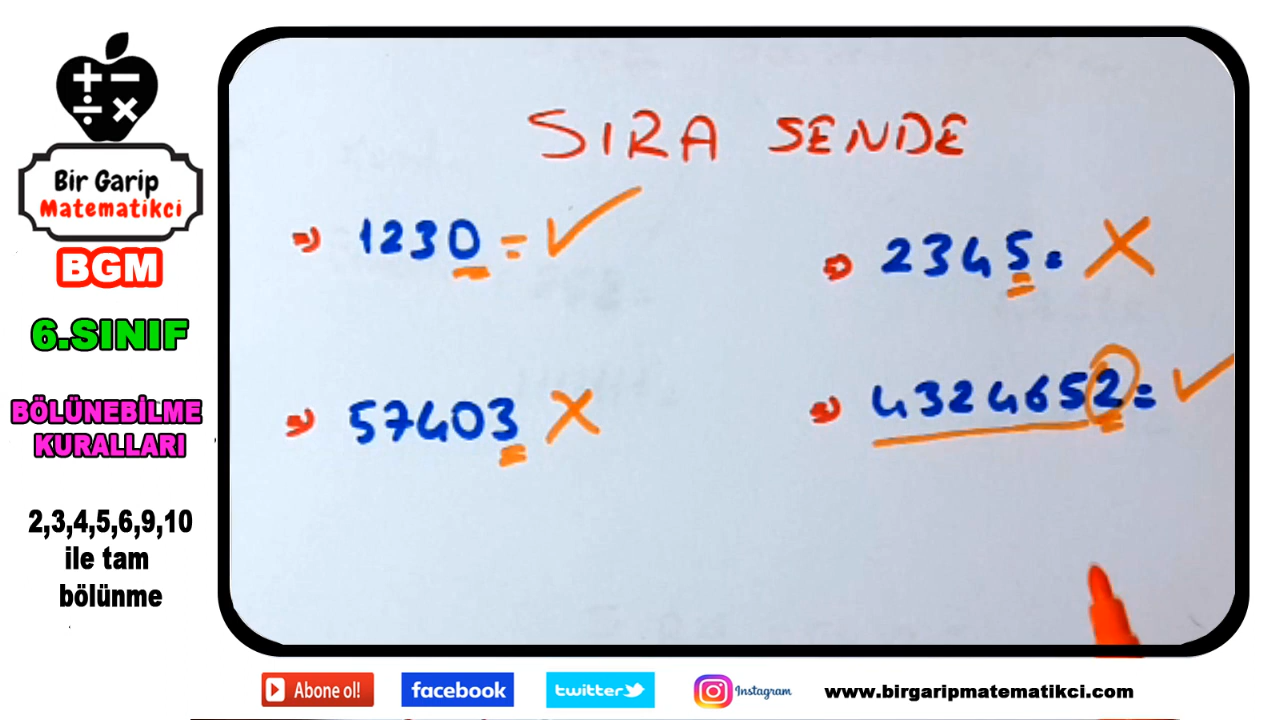 Bir Garip
Matematikci
BGM
6.SINIF
BÖLÜNEBİLME
KURALLARI
2,3,4,5,6,9,10
ile tam
bölünme
SIRA SENDE
⇒ 1230 = ✓
⇒ 2345 = X
⇒ 57403 X
⇒ 4324652 = ✓
Abone ol!
facebook
twitter
Instagram
www.birgaripmatematikci.com